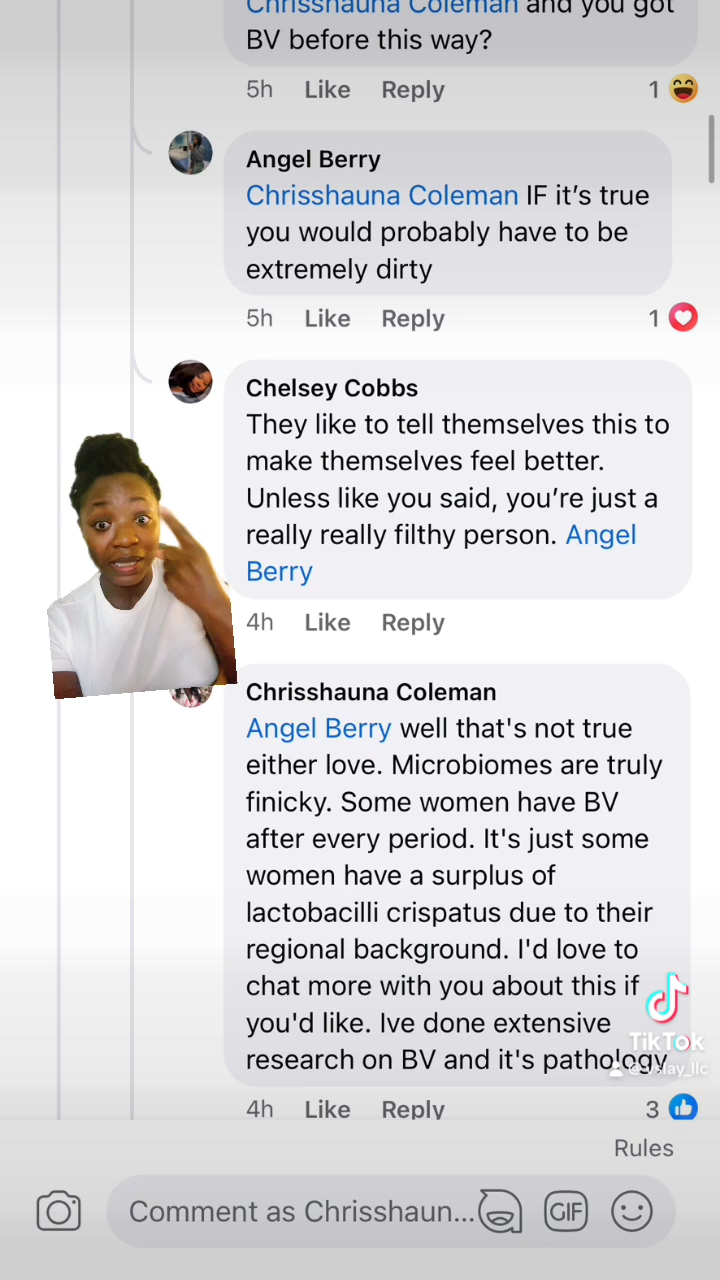 Chrisshauna Coleman and you got
BV before this way?
5h Like Reply 1
Angel Berry
Chrisshauna Coleman IF it’s true
you would probably have to be
extremely dirty
5h Like Reply 1
Chelsey Cobbs
They like to tell themselves this to
make themselves feel better.
Unless like you said, you’re just a
really really filthy person. Angel
Berry
4h Like Reply
Chrisshauna Coleman
Angel Berry well that's not true
either love. Microbiomes are truly
finicky. Some women have BV
after every period. It's just some
women have a surplus of
lactobacilli crispatus due to their
regional background. I'd love to
chat more with you about this if
you'd like. Ive done extensive
research on BV and it's pathology
TikTok
4h Like Reply 3
Rules
Comment as Chrisshaun...
GIF